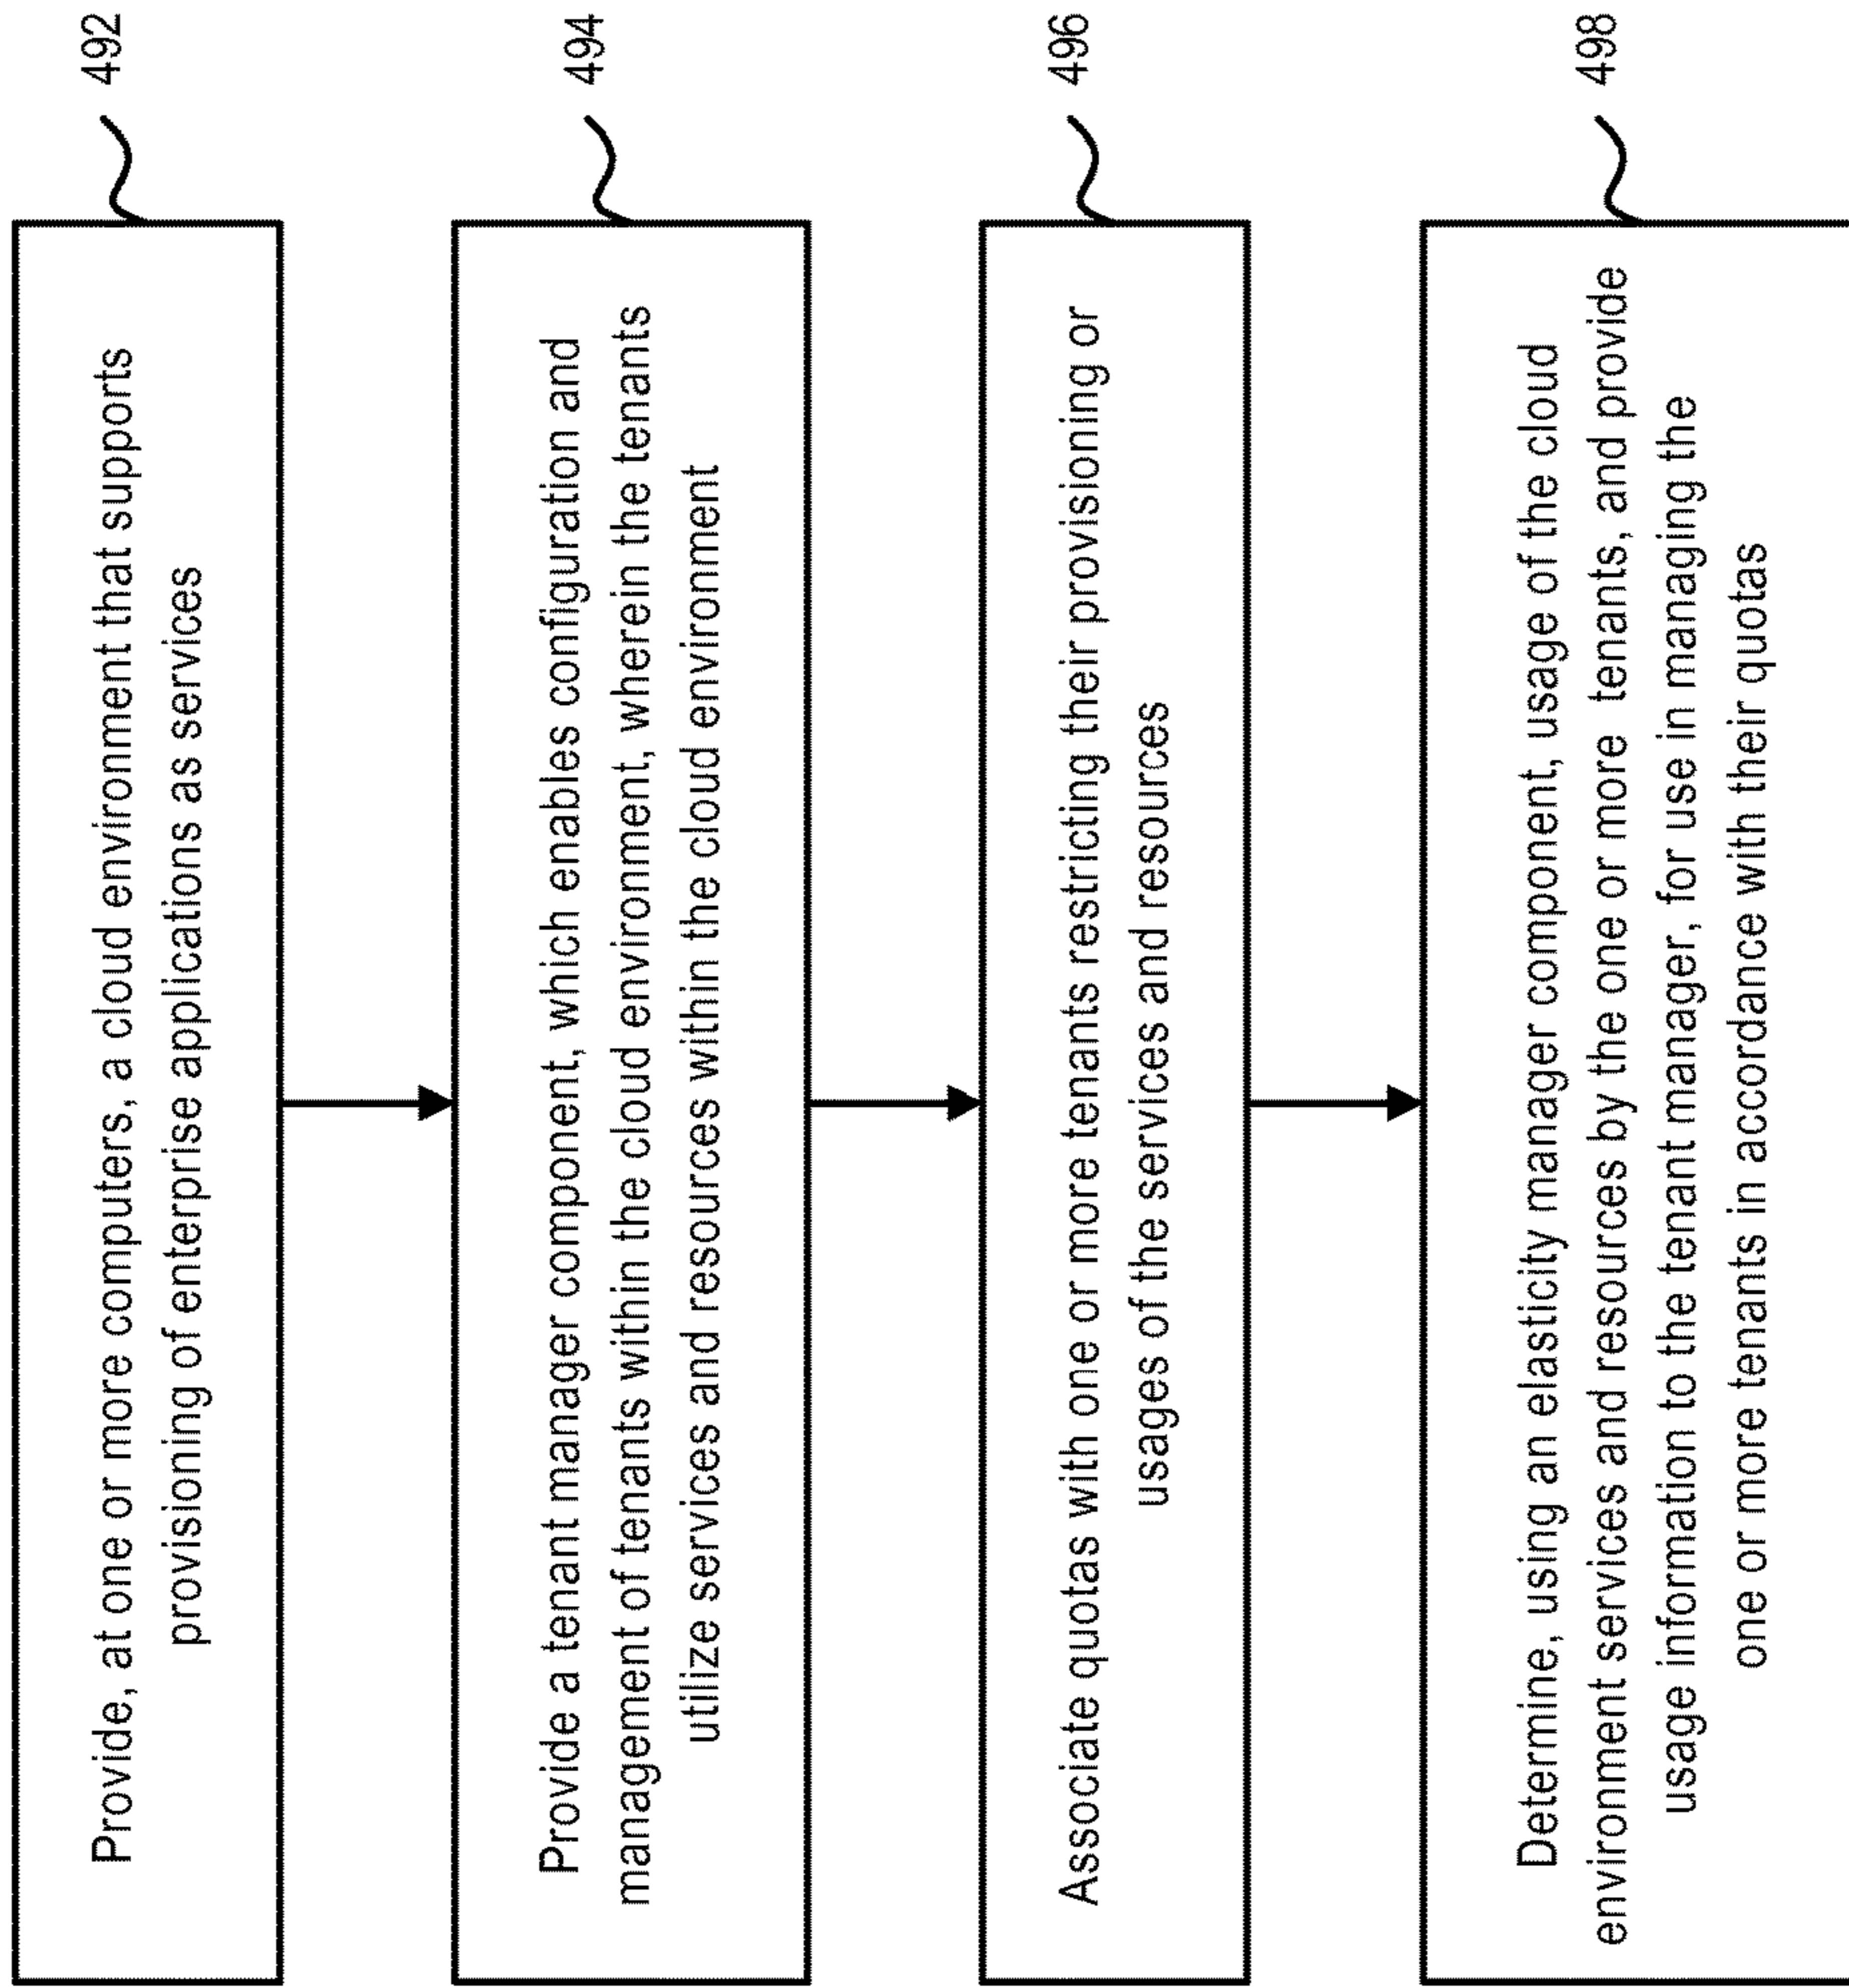 Provide, at one or more computers, a cloud environment that supports
provisioning of enterprise applications as services
492
Provide a tenant manager component, which enables configuration and
management of tenants within the cloud environment, wherein the tenants
utilize services and resources within the cloud environment
494
Associate quotas with one or more tenants restricting their provisioning or
usages of the services and resources
496
Determine, using an elasticity manager component, usage of the cloud
environment services and resources by the one or more tenants, and provide
usage information to the tenant manager, for use in managing the
one or more tenants in accordance with their quotas
498